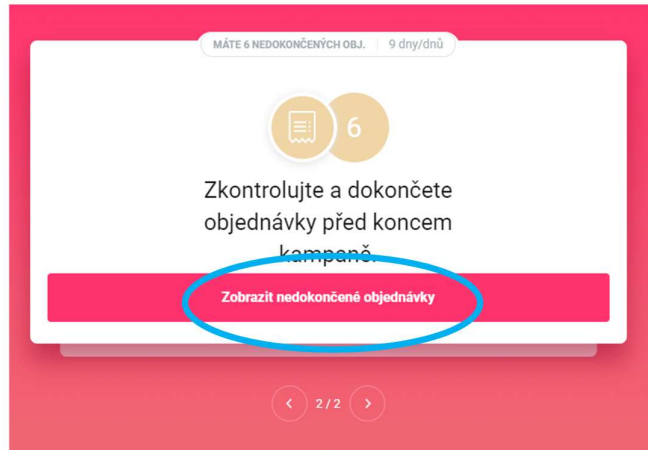 MÁTE 6 NEDOKONČENÝCH OBJ. 9 dny/dnů
6
Zkontrolujte a dokončete
objednávky před koncem
kampaně.
Zobrazit nedokončené objednávky
2 / 2